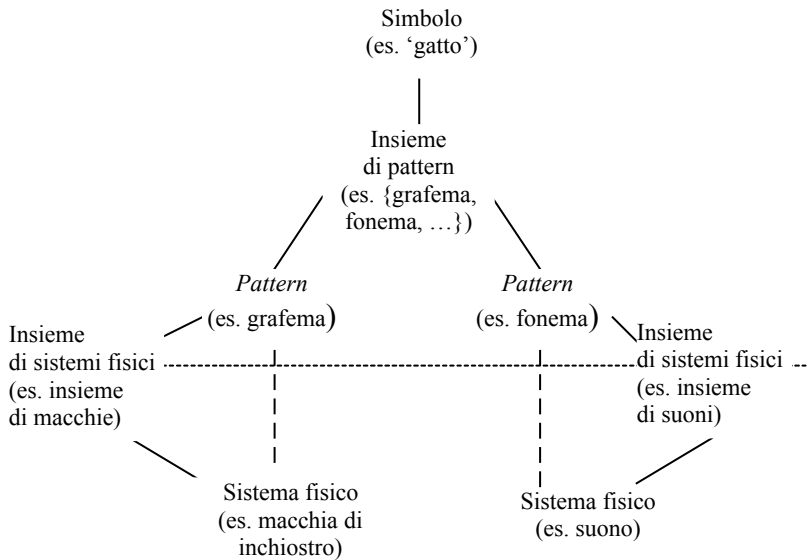 Simbolo
(es. ‘gatto’)
Insieme
di pattern
(es. {grafema,
fonema, …})
Pattern
(es. grafema)
Pattern
(es. fonema)
Insieme
di sistemi fisici
(es. insieme
di macchie)
Insieme
di sistemi fisici
(es. insieme
di suoni)
Sistema fisico
(es. macchia di
inchiostro)
Sistema fisico
(es. suono)